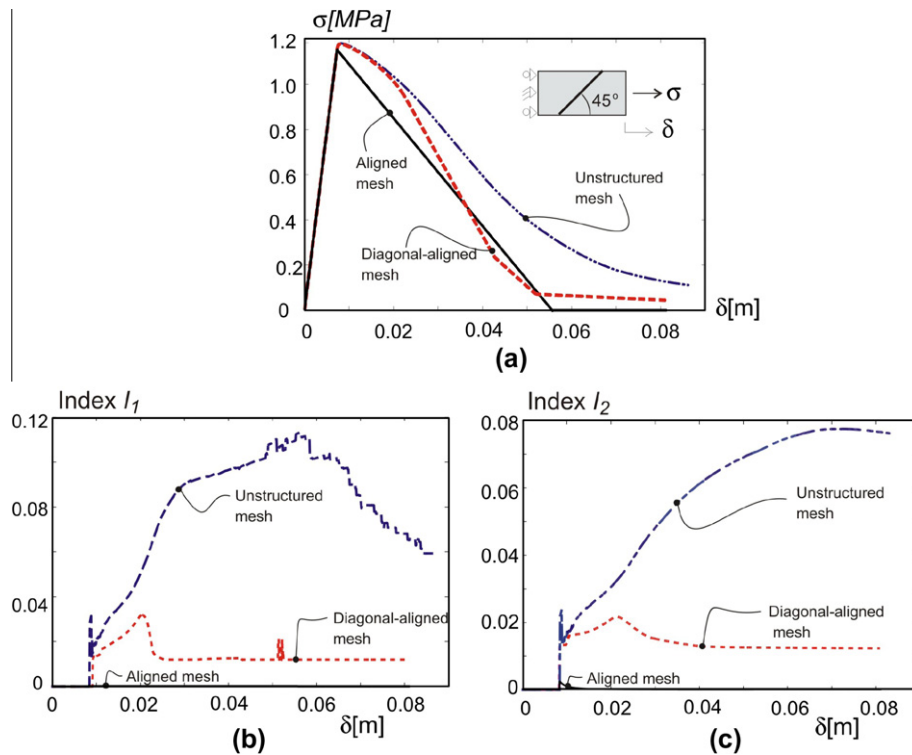 σ[MPa]
1.2
1.0
0.8
0.6
0.4
0.2
0
0
0.02
0.04
0.06
0.08
δ[m]
45°
σ
δ
Aligned
mesh
Unstructured
mesh
Diagonal-aligned
mesh
(a)
Index I1
0.12
0.08
0.04
0
0
0.02
0.04
0.06
0.08
δ[m]
Unstructured
mesh
Diagonal-aligned
mesh
Aligned mesh
(b)
Index I2
0.08
0.06
0.04
0.02
0
0
0.02
0.04
0.06
0.08
δ[m]
Unstructured
mesh
Diagonal-aligned
mesh
Aligned
mesh
(c)